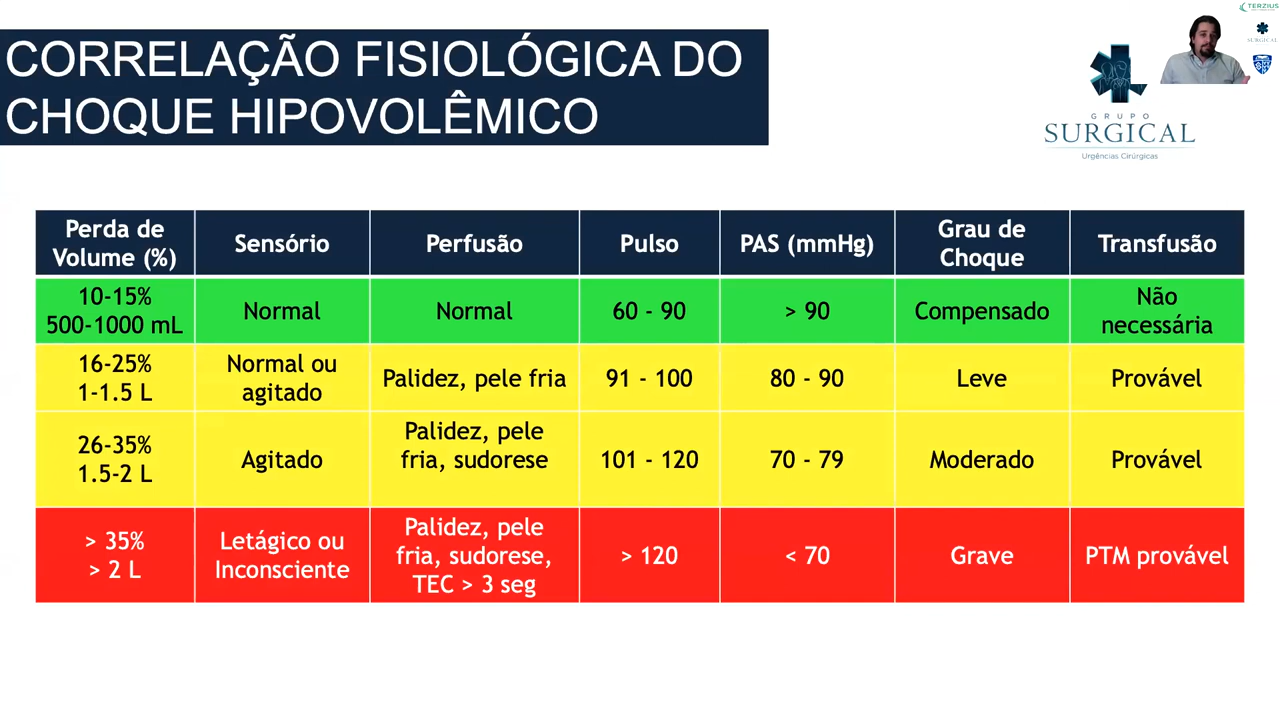 CORRELAÇÃO FISIOLÓGICA DO
CHOQUE HIPOVOLÊMICO
TERZIUS
SURGICAL
GRUPO
SURGICAL
Urgências Cirúrgicas
Perda de
Volume (%)
Sensório
Perfusão
Pulso
PAS (mmHg)
Grau de
Choque
Transfusão
10-15%
500-1000 mL
Normal
Normal
60 - 90
> 90
Compensado
Não
necessária
16-25%
1-1.5 L
Normal ou
agitado
Palidez, pele fria
91 - 100
80 - 90
Leve
Provável
26-35%
1.5-2 L
Agitado
Palidez, pele
fria, sudorese
101 - 120
70 - 79
Moderado
Provável
> 35%
> 2 L
Letágico ou
Inconsciente
Palidez, pele
fria, sudorese,
TEC > 3 seg
> 120
< 70
Grave
PTM provável